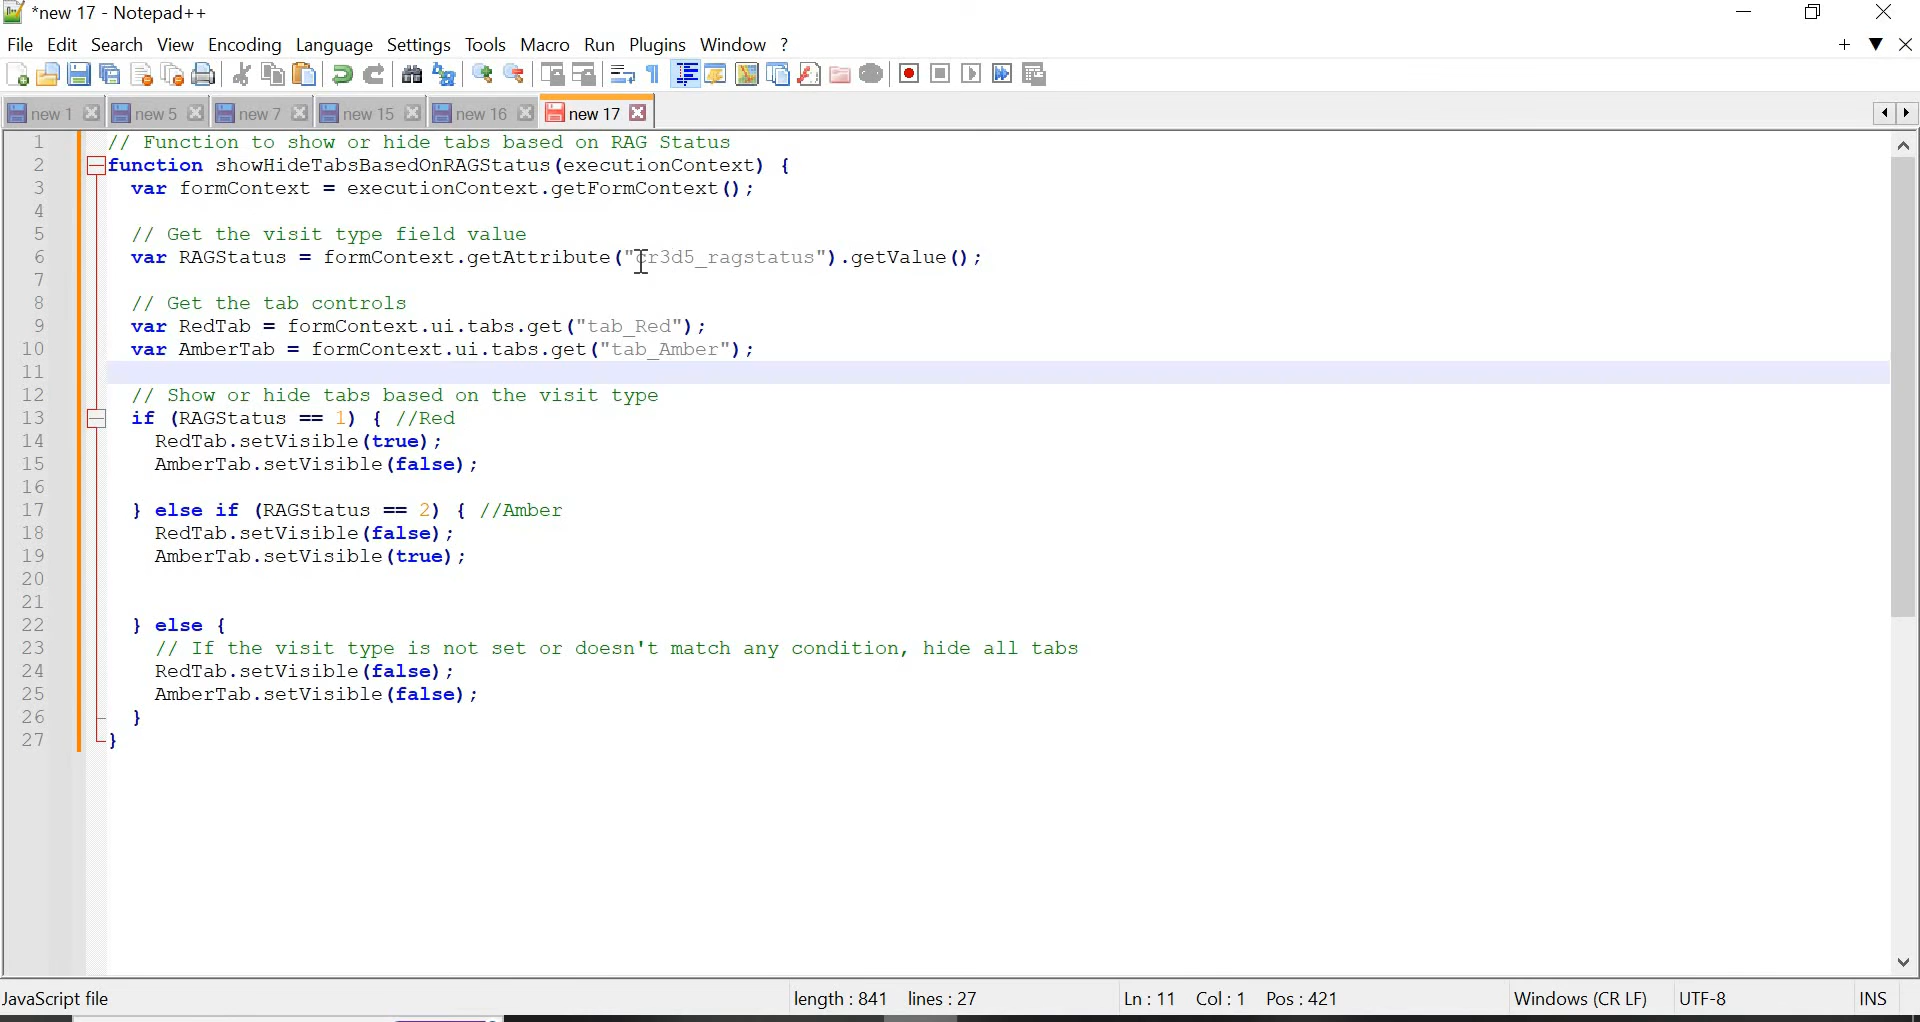 *new 17 - Notepad++
File Edit Search View Encoding Language Settings Tools Macro Run Plugins Window ?
new 1 new 5 new 7 new 15 new 16 new 17
1 // Function to show or hide tabs based on RAG Status
2 function showHideTabsBasedOnRAGStatus(executionContext) {
3 var formContext = executionContext.getFormContext();
4
5 // Get the visit type field value
6 var RAGStatus = formContext.getAttribute("cr3d5_ragstatus").getValue();
7
8 // Get the tab controls
9 var RedTab = formContext.ui.tabs.get("tab_Red");
10 var AmberTab = formContext.ui.tabs.get("tab_Amber");
11
12 // Show or hide tabs based on the visit type
13 if (RAGStatus == 1) { //Red
14 RedTab.setVisible(true);
15 AmberTab.setVisible(false);
16
17 } else if (RAGStatus == 2) { //Amber
18 RedTab.setVisible(false);
19 AmberTab.setVisible(true);
20
21
22 } else {
23 // If the visit type is not set or doesn't match any condition, hide all tabs
24 RedTab.setVisible(false);
25 AmberTab.setVisible(false);
26 }
27 }
JavaScript file length : 841 lines : 27 Ln : 11 Col : 1 Pos : 421 Windows (CR LF) UTF-8 INS